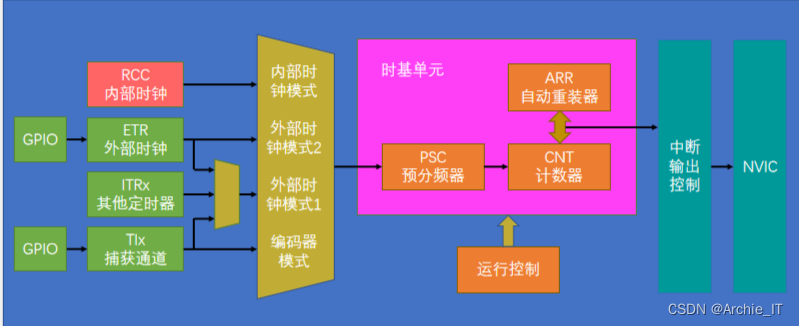 RCC
内部时钟
GPIO
ETR
外部时钟
ITRx
其他定时器
GPIO
TIx
捕获通道
内部时
钟模式
外部时
钟模式2
外部时
钟模式1
编码器
模式
时基单元
ARR
自动重装器
PSC
预分频器
CNT
计数器
运行控制
中断
输出
控制
NVIC
CSDN @Archie_IT